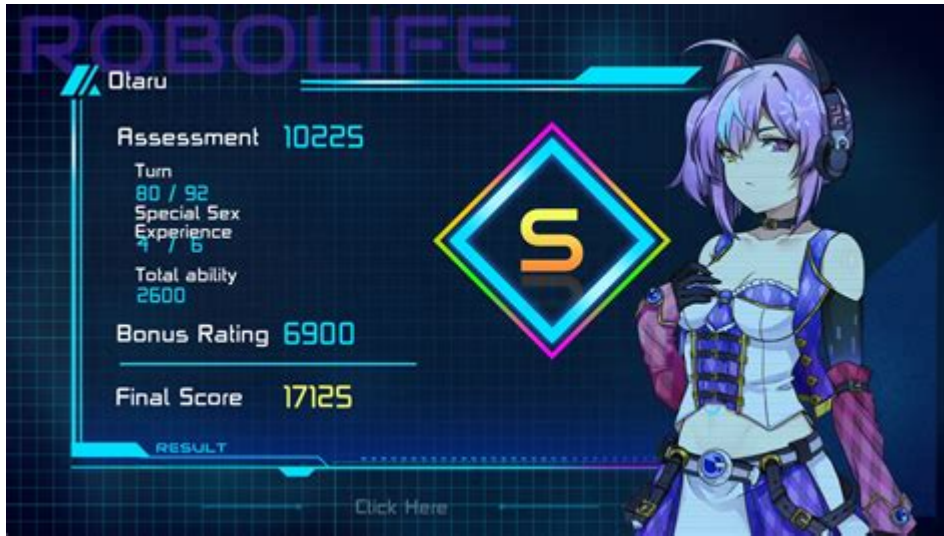 ROBOLIFE
Otaru
Assessment 10225
Turn
80 / 92
Special Sex
Experience
4 / 6
Total ability
2600
Bonus Rating 6900
S
Final Score 17125
RESULT
Click Here